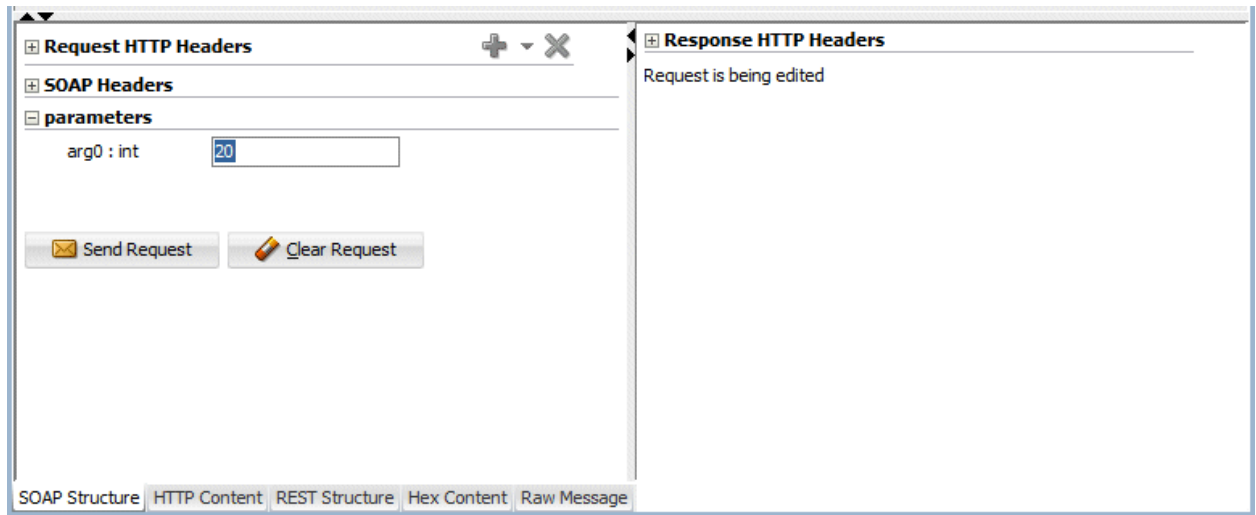 Request HTTP Headers
SOAP Headers
parameters
arg0 : int 20
Send Request Clear Request
Response HTTP Headers
Request is being edited
SOAP Structure HTTP Content REST Structure Hex Content Raw Message